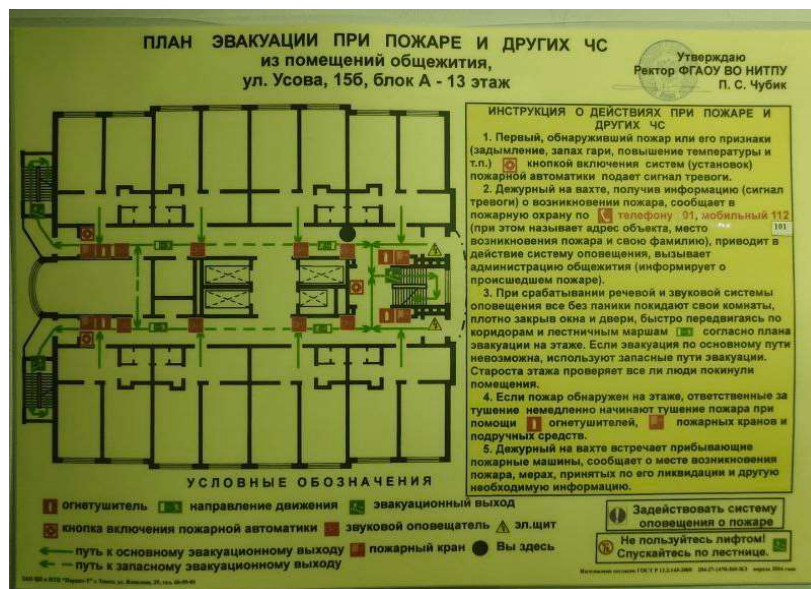 ПЛАН ЭВАКУАЦИИ ПРИ ПОЖАРЕ И ДРУГИХ ЧС
из помещений общежития,
ул. Усова, 15б, блок А - 13 этаж
Утверждаю
Ректор ФГАОУ ВО НИТПУ
П. С. Чубик
ИНСТРУКЦИЯ О ДЕЙСТВИЯХ ПРИ ПОЖАРЕ И
ДРУГИХ ЧС
1. Первый, обнаруживший пожар или его признаки
(задымление, запах гари, повышение температуры и
т.п.) кнопкой включения систем (установок)
пожарной автоматики подает сигнал тревоги.
2. Дежурный на вахте, получив информацию (сигнал
тревоги) о возникновении пожара, сообщает в
пожарную охрану по телефону 01, мобильный 112
(при этом называет адрес объекта, место 101
возникновения пожара и свою фамилию), приводит в
действие систему оповещения, вызывает
администрацию общежития (информирует о
происшедшем пожаре).
3. При срабатывании речевой и звуковой системы
оповещения все без паники покидают свои комнаты,
плотно закрыв окна и двери, быстро передвигаясь по
коридорам и лестничным маршам согласно плана
эвакуации на этаже. Если эвакуация по основному пути
невозможна, используют запасные пути эвакуации.
Староста этажа проверяет все ли люди покинули
помещения.
4. Если пожар обнаружен на этаже, ответственные за
тушение немедленно начинают тушение пожара при
помощи огнетушителей, пожарных кранов и
подручных средств.
5. Дежурный на вахте встречает прибывающие
пожарные машины, сообщает о месте возникновения
пожара, мерах, принятых по его ликвидации и другую
необходимую информацию.
УСЛОВНЫЕ ОБОЗНАЧЕНИЯ
огнетушитель направление движения эвакуационный выход
кнопка включения пожарной автоматики звуковой оповещатель эл.щит
путь к основному эвакуационному выходу пожарный кран Вы здесь
путь к запасному эвакуационному выходу
Задействовать систему
оповещения о пожаре
Не пользуйтесь лифтом!
Спускайтесь по лестнице.